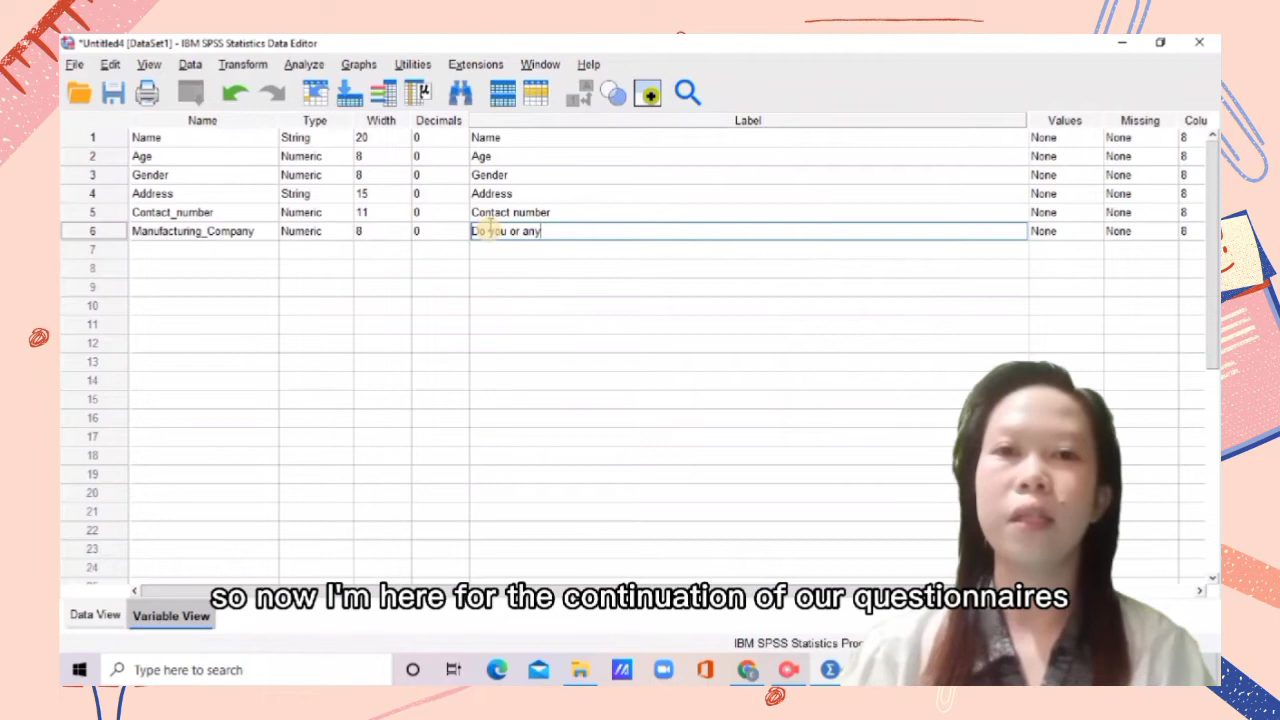 *Untitled4 [DataSet1] - IBM SPSS Statistics Data Editor
File Edit View Data Transform Analyze Graphs Utilities Extensions Window Help
Name Type Width Decimals Label Values Missing Colu
1 Name String 20 0 Name None None 8
2 Age Numeric 8 0 Age None None 8
3 Gender Numeric 8 0 Gender None None 8
4 Address String 15 0 Address None None 8
5 Contact_number Numeric 11 0 Contact number None None 8
6 Manufacturing_Company Numeric 8 0 Do you or any None None 8
7
8
9
10
11
12
13
14
15
16
17
18
19
20
21
22
23
24
so now I'm here for the continuation of our questionnaires
Data View Variable View
IBM SPSS Statistics Proc
Type here to search